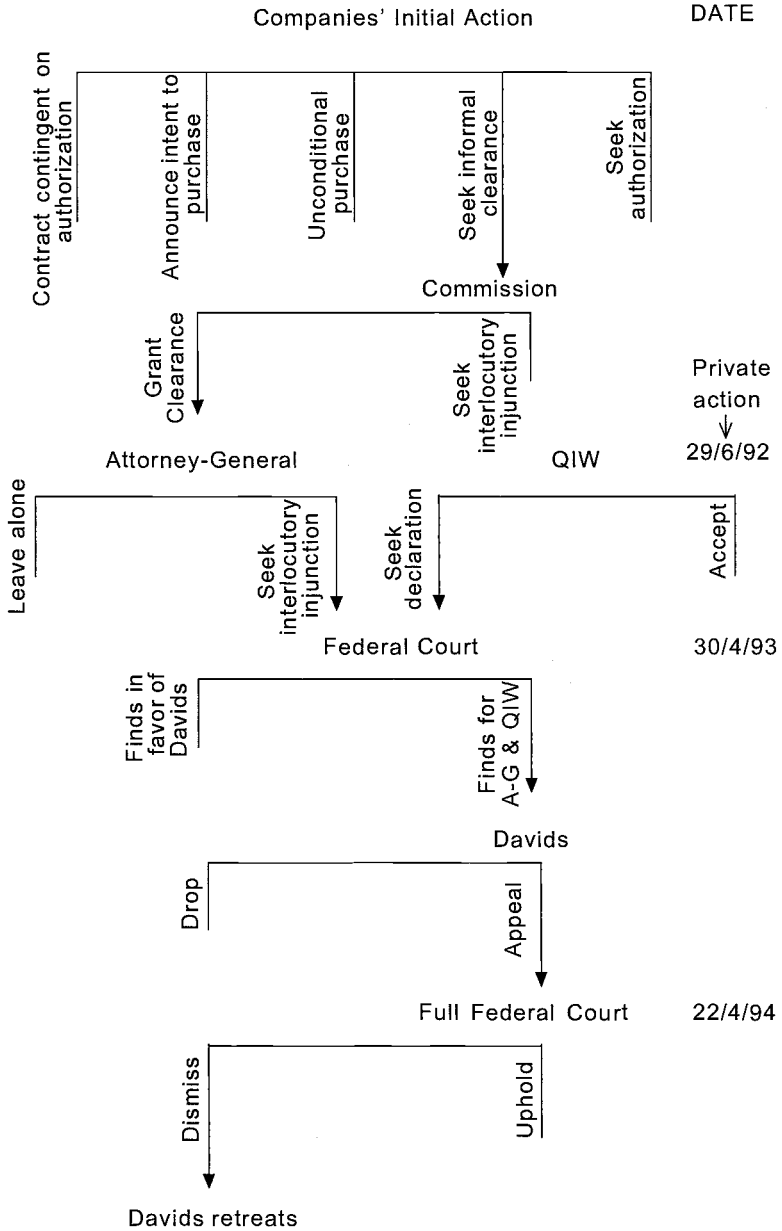 Companies' Initial Action
DATE
Contract contingent on
authorization
Announce intent to
purchase
Unconditional
purchase
Seek informal
clearance
Seek
authorization
Commission
Grant
Clearance
Seek
interlocutory
injunction
Private
action
29/6/92
Attorney-General
QIW
Leave alone
Seek
interlocutory
injunction
Seek
declaration
Accept
Federal Court
30/4/93
Finds in
favor of
Davids
Finds for
A-G & QIW
Davids
Drop
Appeal
Full Federal Court
22/4/94
Dismiss
Uphold
Davids retreats